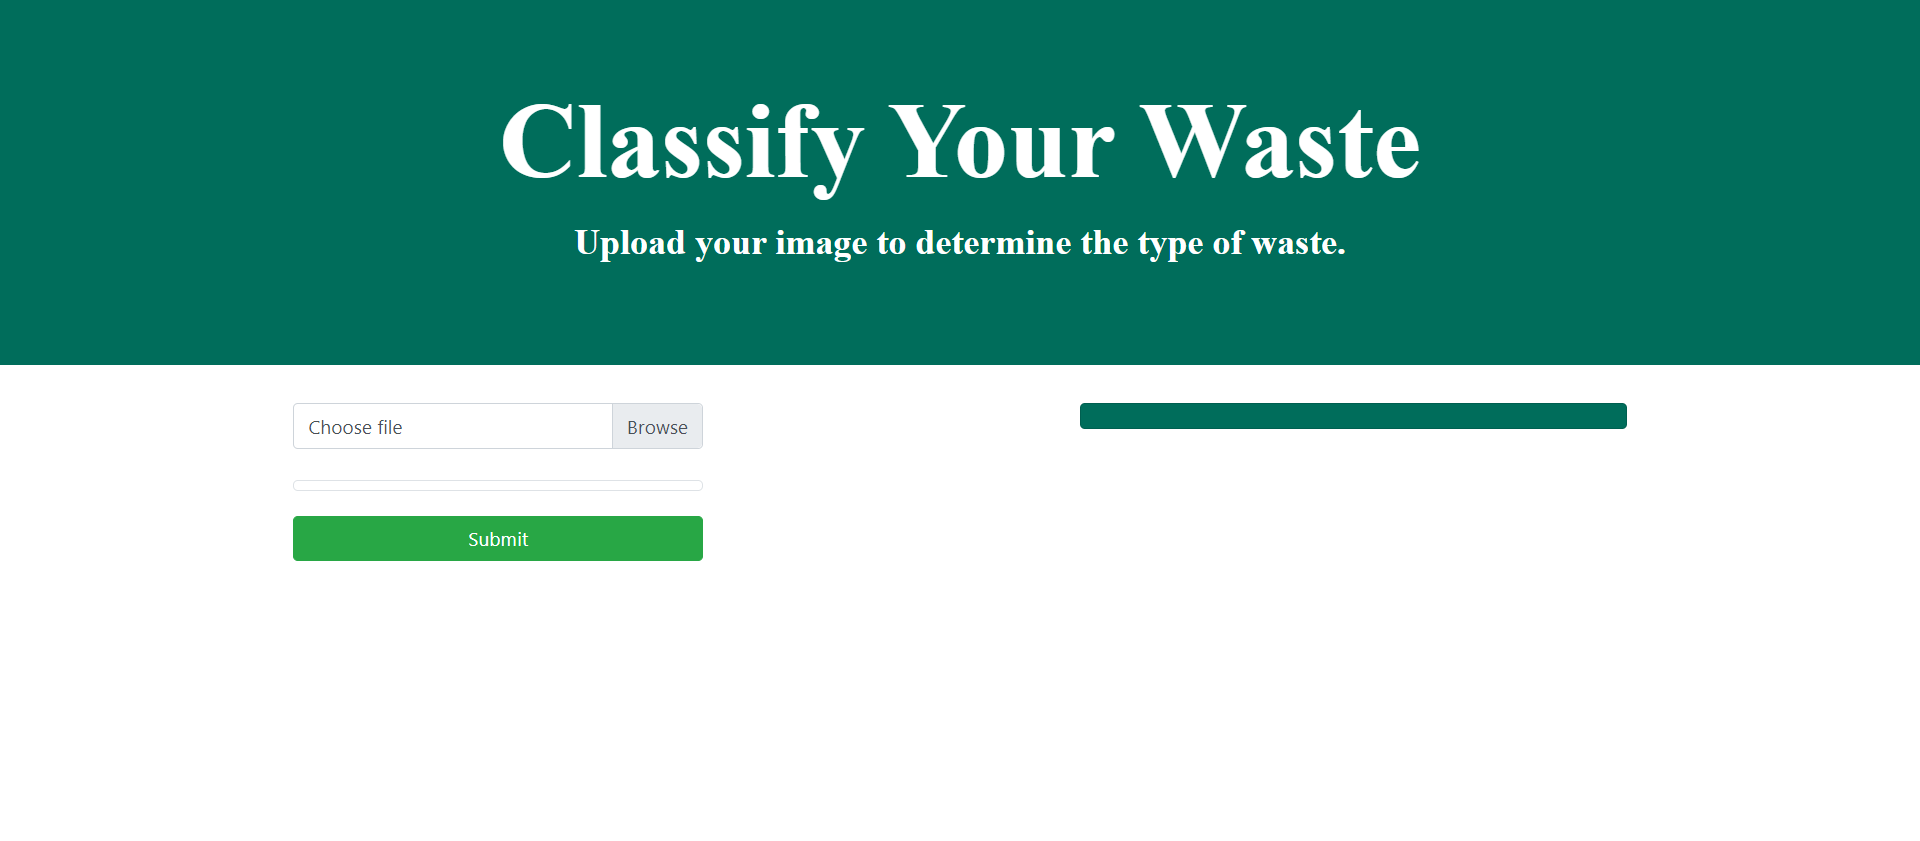 Classify Your Waste
Upload your image to determine the type of waste.
Choose file
Browse
Submit